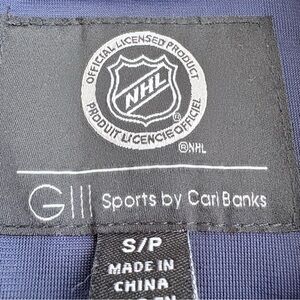 OFFICIAL LICENSED PRODUCT
NHL
®
PRODUIT LICENCIÉ OFFICIEL
®NHL
GIII Sports by Carl Banks
S/P
MADE IN
CHINA